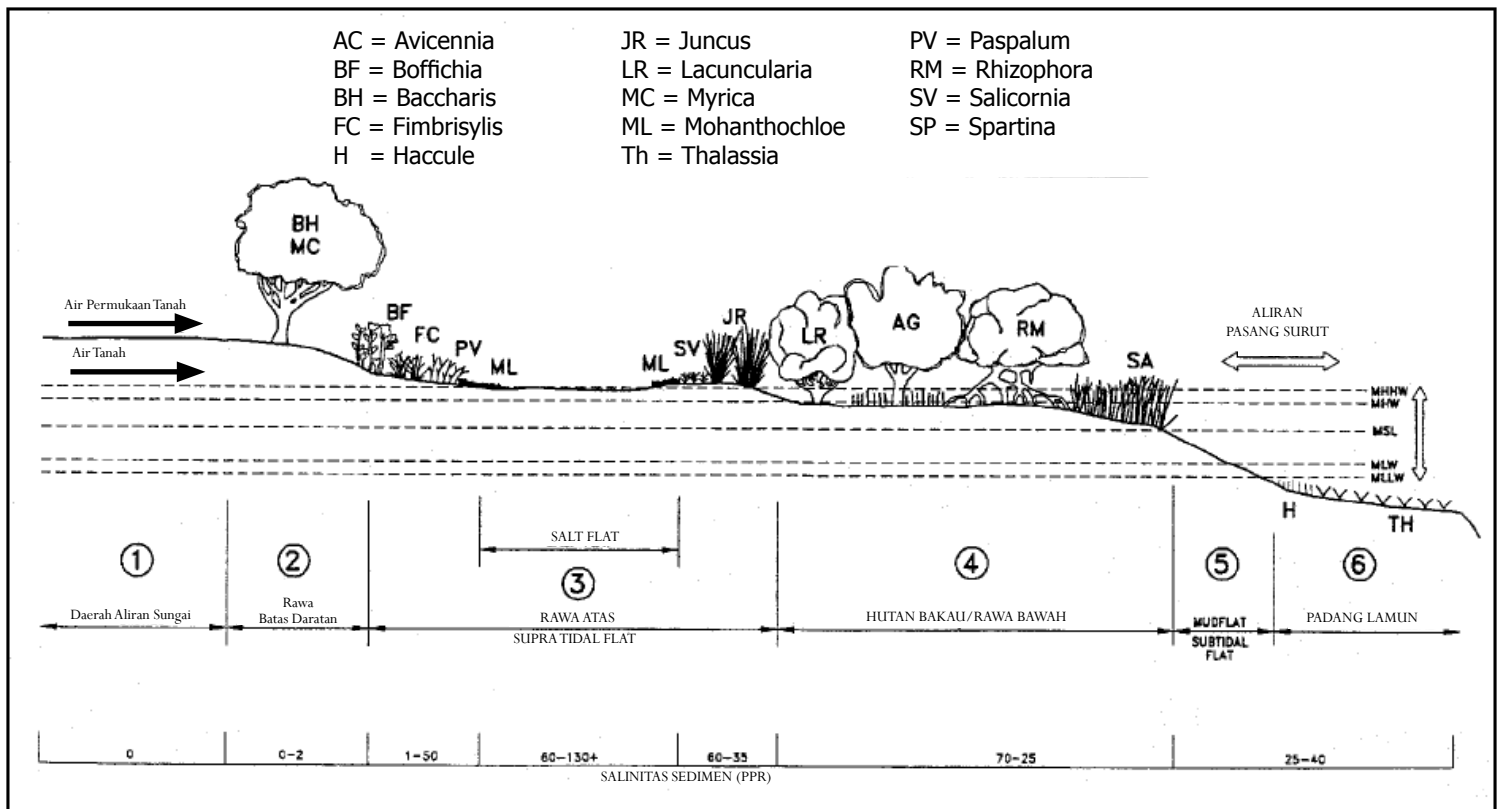 AC = Avicennia
BF = Boffichia
BH = Baccharis
FC = Fimbrisylis
H = Haccule
JR = Juncus
LR = Lacuncularia
MC = Myrica
ML = Mohanthochloe
Th = Thalassia
PV = Paspalum
RM = Rhizophora
SV = Salicornia
SP = Spartina
BH
MC
Air Permukaan Tanah
Air Tanah
BF
FC
PV
ML
ML
SV
JR
LR
AG
RM
SA
ALIRAN
PASANG SURUT
MHHW
MHW
MSL
MLW
MLLW
H
TH
SALT FLAT
1
2
3
4
5
6
Daerah Aliran Sungai
Rawa
Batas Daratan
RAWA ATAS
SUPRA TIDAL FLAT
HUTAN BAKAU/RAWA BAWAH
MUDFLAT
SUBTIDAL
FLAT
PADANG LAMUN
0
0-2
1-50
60-130+
60-35
70-25
25-40
SALINITAS SEDIMEN (PPR)